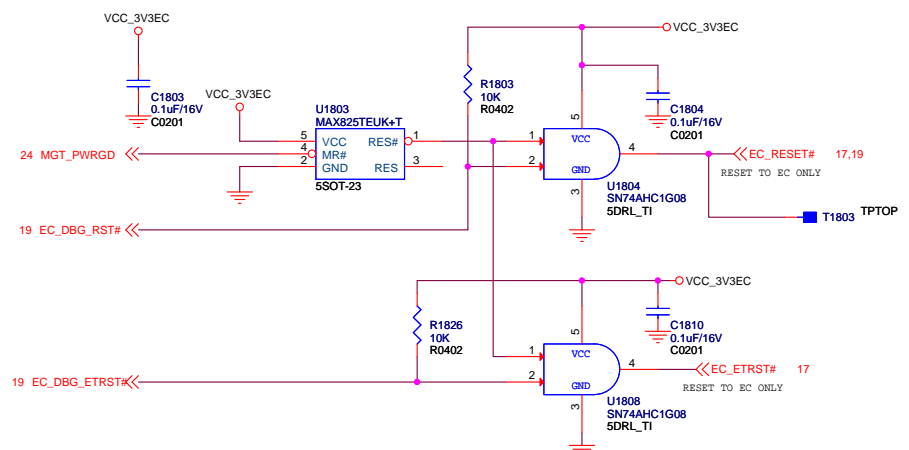 VCC_3V3EC
VCC_3V3EC
R1803
10K
R0402
C1803
0.1uF/16V
C0201
VCC_3V3EC
C1804
0.1uF/16V
C0201
U1803
MAX825TEUK+T
5 VCC RES# 1
4 MR#
2 GND RES 3
5SOT-23
24 MGT_PWRGD
5
1 VCC
2 GND 4
3
U1804
SN74AHC1G08
5DRL_TI
EC_RESET# 17,19
RESET TO EC ONLY
T1803 TPTOP
19 EC_DBG_RST#
VCC_3V3EC
R1826
10K
R0402
C1810
0.1uF/16V
C0201
5
1 VCC
2 GND 4
3
EC_ETRST# 17
RESET TO EC ONLY
19 EC_DBG_ETRST#
U1808
SN74AHC1G08
5DRL_TI